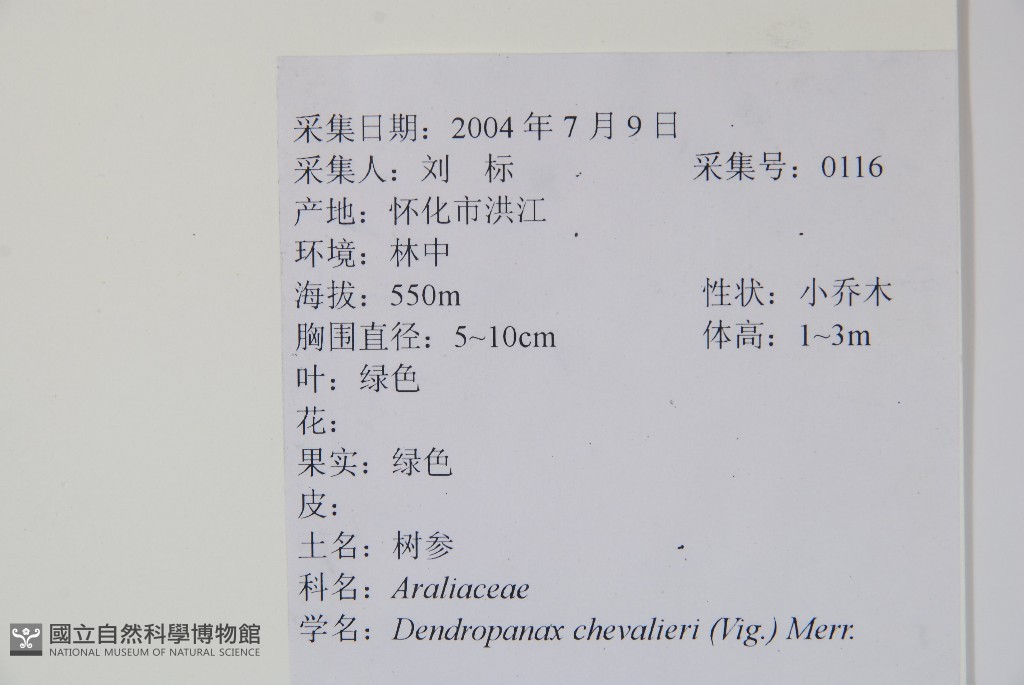 采集日期：2004 年 7 月 9 日
采集人：刘　标　　采集号：0116
产地：怀化市洪江
环境：林中
海拔：550m　　性状：小乔木
胸围直径：5~10cm　　体高：1~3m
叶：绿色
花：
果实：绿色
皮：
土名：树参
科名：Araliaceae
学名：Dendropanax chevalieri (Vig.) Merr.
國立自然科學博物館
NATIONAL MUSEUM OF NATURAL SCIENCE